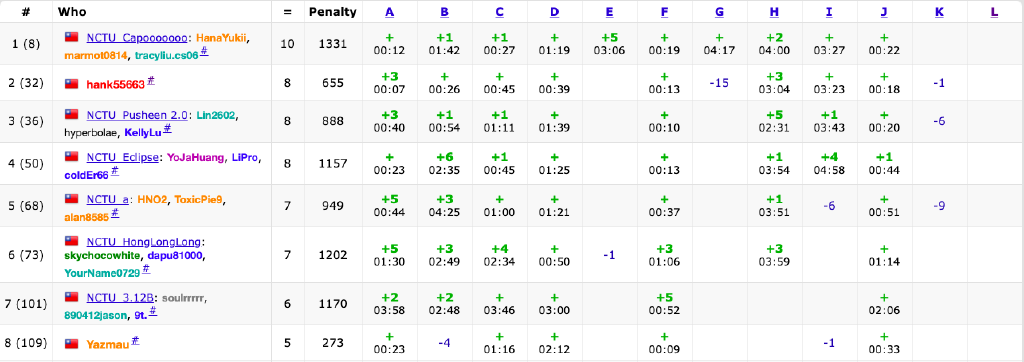 # Who = Penalty A B C D E F G H I J K L
1 (8) NCTU_Capooooooo: HanaYukii, 10 1331 + +1 +1 + +5 + + +2 + +
marmot0814, tracyliu.cs06 # 00:12 01:42 00:27 01:19 03:06 00:19 04:17 04:00 03:27 00:22
2 (32) hank55663 # 8 655 +3 + + + + -15 +3 + + -1
00:07 00:26 00:45 00:39 00:13 03:04 03:23 00:18
3 (36) NCTU_Pusheen 2.0: Lin2602, 8 888 +3 +1 +1 + + +5 +1 + -6
hyperbolae, KellyLu # 00:40 00:54 01:11 01:39 00:10 02:31 03:43 00:20
4 (50) NCTU_Eclipse: YoJaHuang, LiPro, 8 1157 + +6 +1 + + +1 +4 +1
coldEr66 # 00:23 02:35 00:45 01:25 00:13 03:54 04:58 00:44
5 (68) NCTU_a: HNO2, ToxicPie9, 7 949 +5 +3 + + + +1 -6 + -9
alan8585 # 00:44 04:25 01:00 01:21 00:37 03:51 00:51
6 (73) NCTU_HongLongLong: 7 1202 +5 +3 +4 + -1 +3 +3 +
skychocowhite, dapu81000, 01:30 02:49 02:34 00:50 01:06 03:59 01:14
YourName0729 #
7 (101) NCTU_3.12B: soulrrrrr, 6 1170 +2 +2 + + +5 +
890412jason, 9t. # 03:58 02:48 03:46 03:00 00:52 02:06
8 (109) Yazmau # 5 273 + -4 + + + -1 +
00:23 01:16 02:12 00:09 00:33